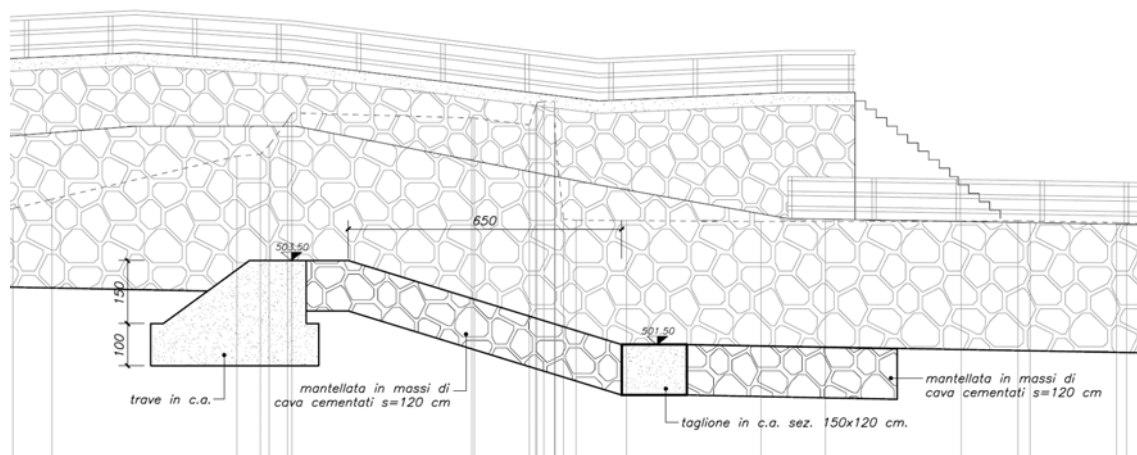 650
503.50
150
100
501.50
trave in c.a.
mantellata in massi di
cava cementati s=120 cm
mantellata in massi di
cava cementati s=120 cm
taglione in c.a. sez. 150x120 cm.